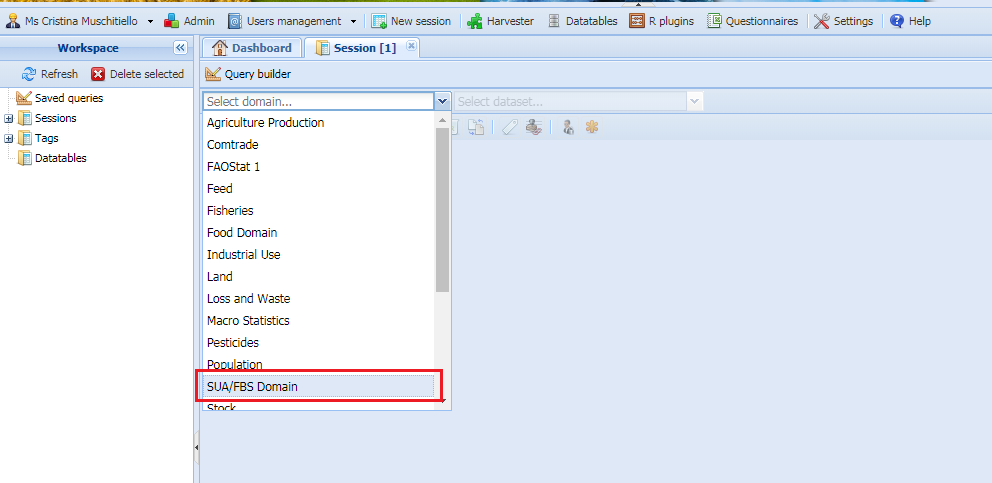 Ms Cristina Muschitiello Admin Users management New session Harvester Datatables R plugins Questionnaires Settings Help
Workspace
Dashboard Session [1]
Refresh Delete selected
Query builder
Saved queries
Sessions
Tags
Datatables
Select domain... Select dataset...
Agriculture Production
Comtrade
FAOStat 1
Feed
Fisheries
Food Domain
Industrial Use
Land
Loss and Waste
Macro Statistics
Pesticides
Population
SUA/FBS Domain
Stock